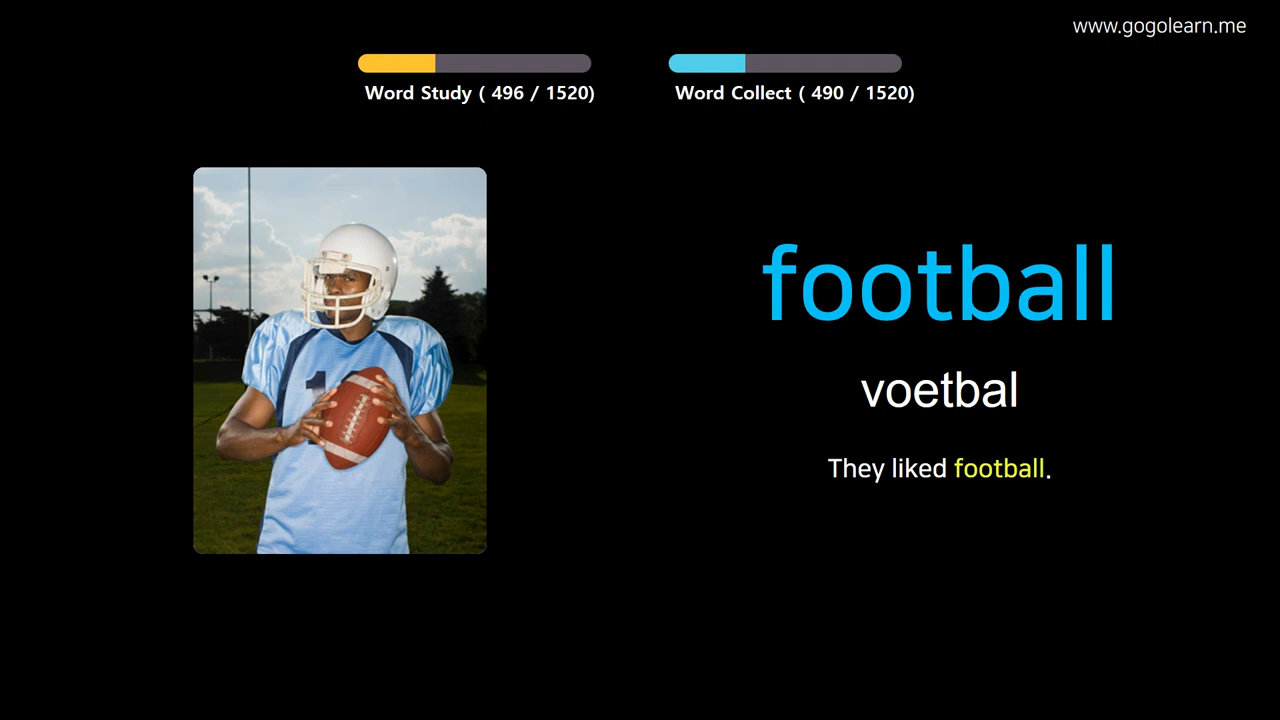 www.gogolearn.me
Word Study ( 496 / 1520)
Word Collect ( 490 / 1520)
football
voetbal
They liked football.